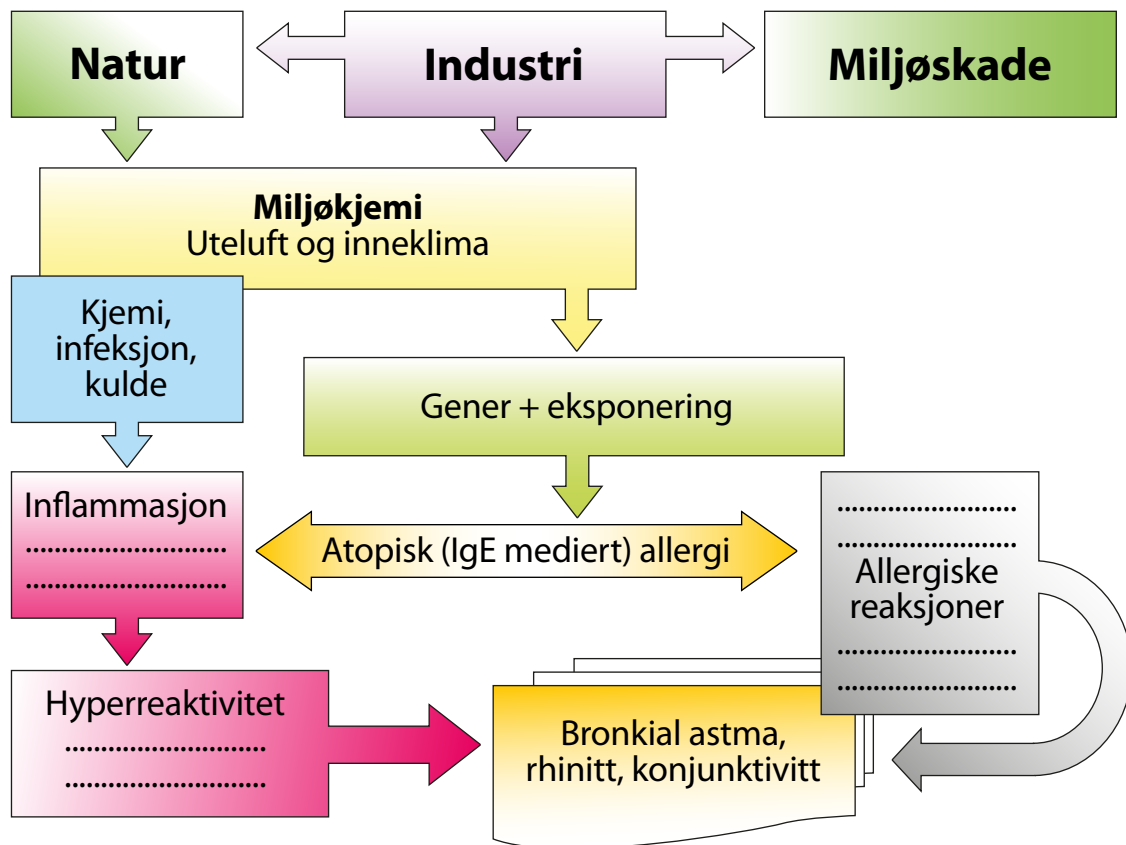 Natur
Industri
Miljøskade
Miljøkjemi
Uteluft og inneklima
Kjemi,
infeksjon,
kulde
Gener + eksponering
Inflammasjon
..............................
..............................
Atopisk (IgE mediert) allergi
...........................
...........................
Allergiske
reaksjoner
...........................
...........................
Hyperreaktivitet
..............................
..............................
Bronkial astma,
rhinitt, konjunktivitt